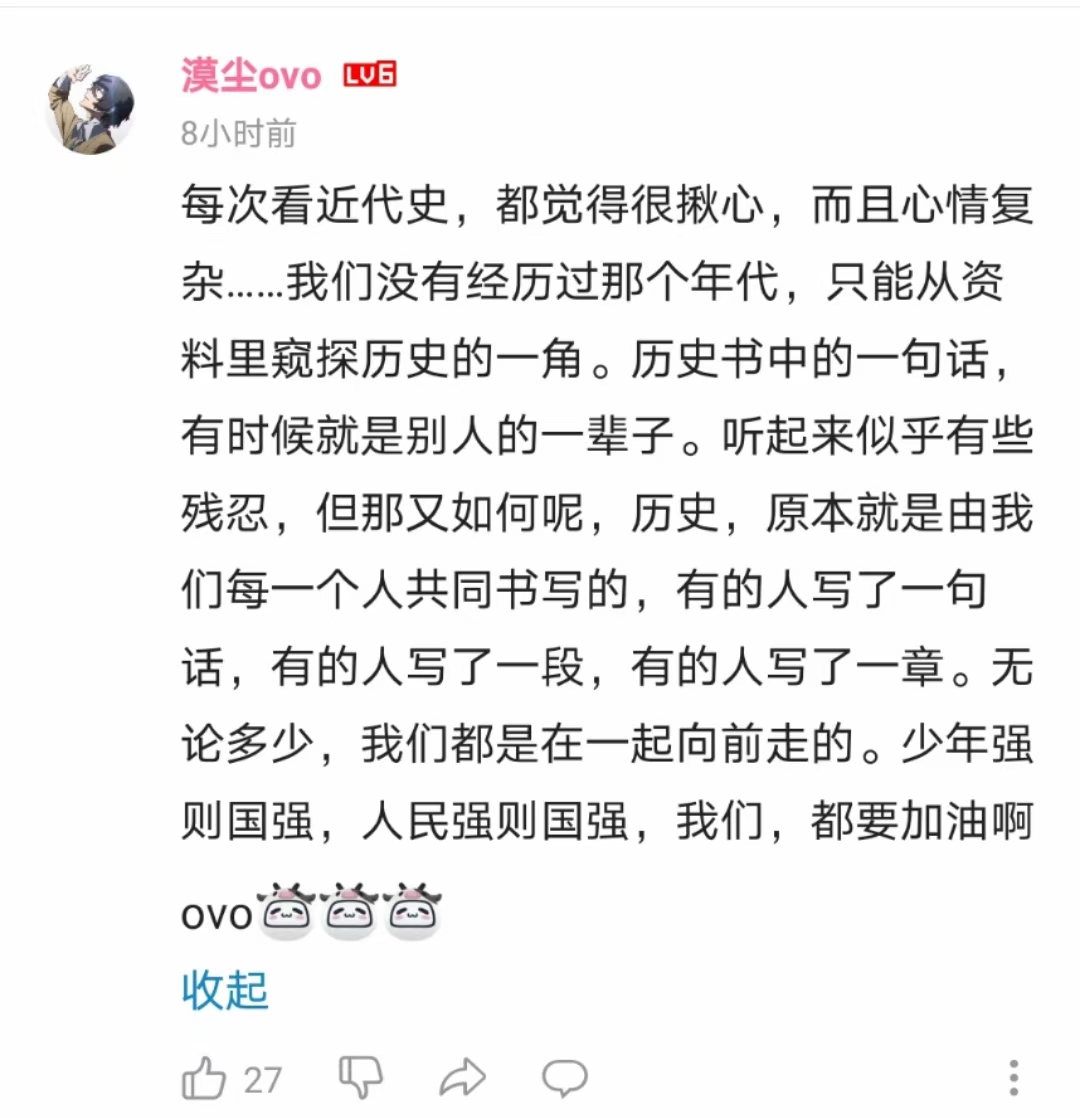 漠尘ovo LV6
8小时前
每次看近代史，都觉得很揪心，而且心情复
杂……我们没有经历过那个年代，只能从资
料里窥探历史的一角。历史书中的一句话，
有时候就是别人的一辈子。听起来似乎有些
残忍，但那又如何呢，历史，原本就是由我
们每一个人共同书写的，有的人写了一句
话，有的人写了一段，有的人写了一章。无
论多少，我们都是在一起向前走的。少年强
则国强，人民强则国强，我们，都要加油啊
ovo
收起
27